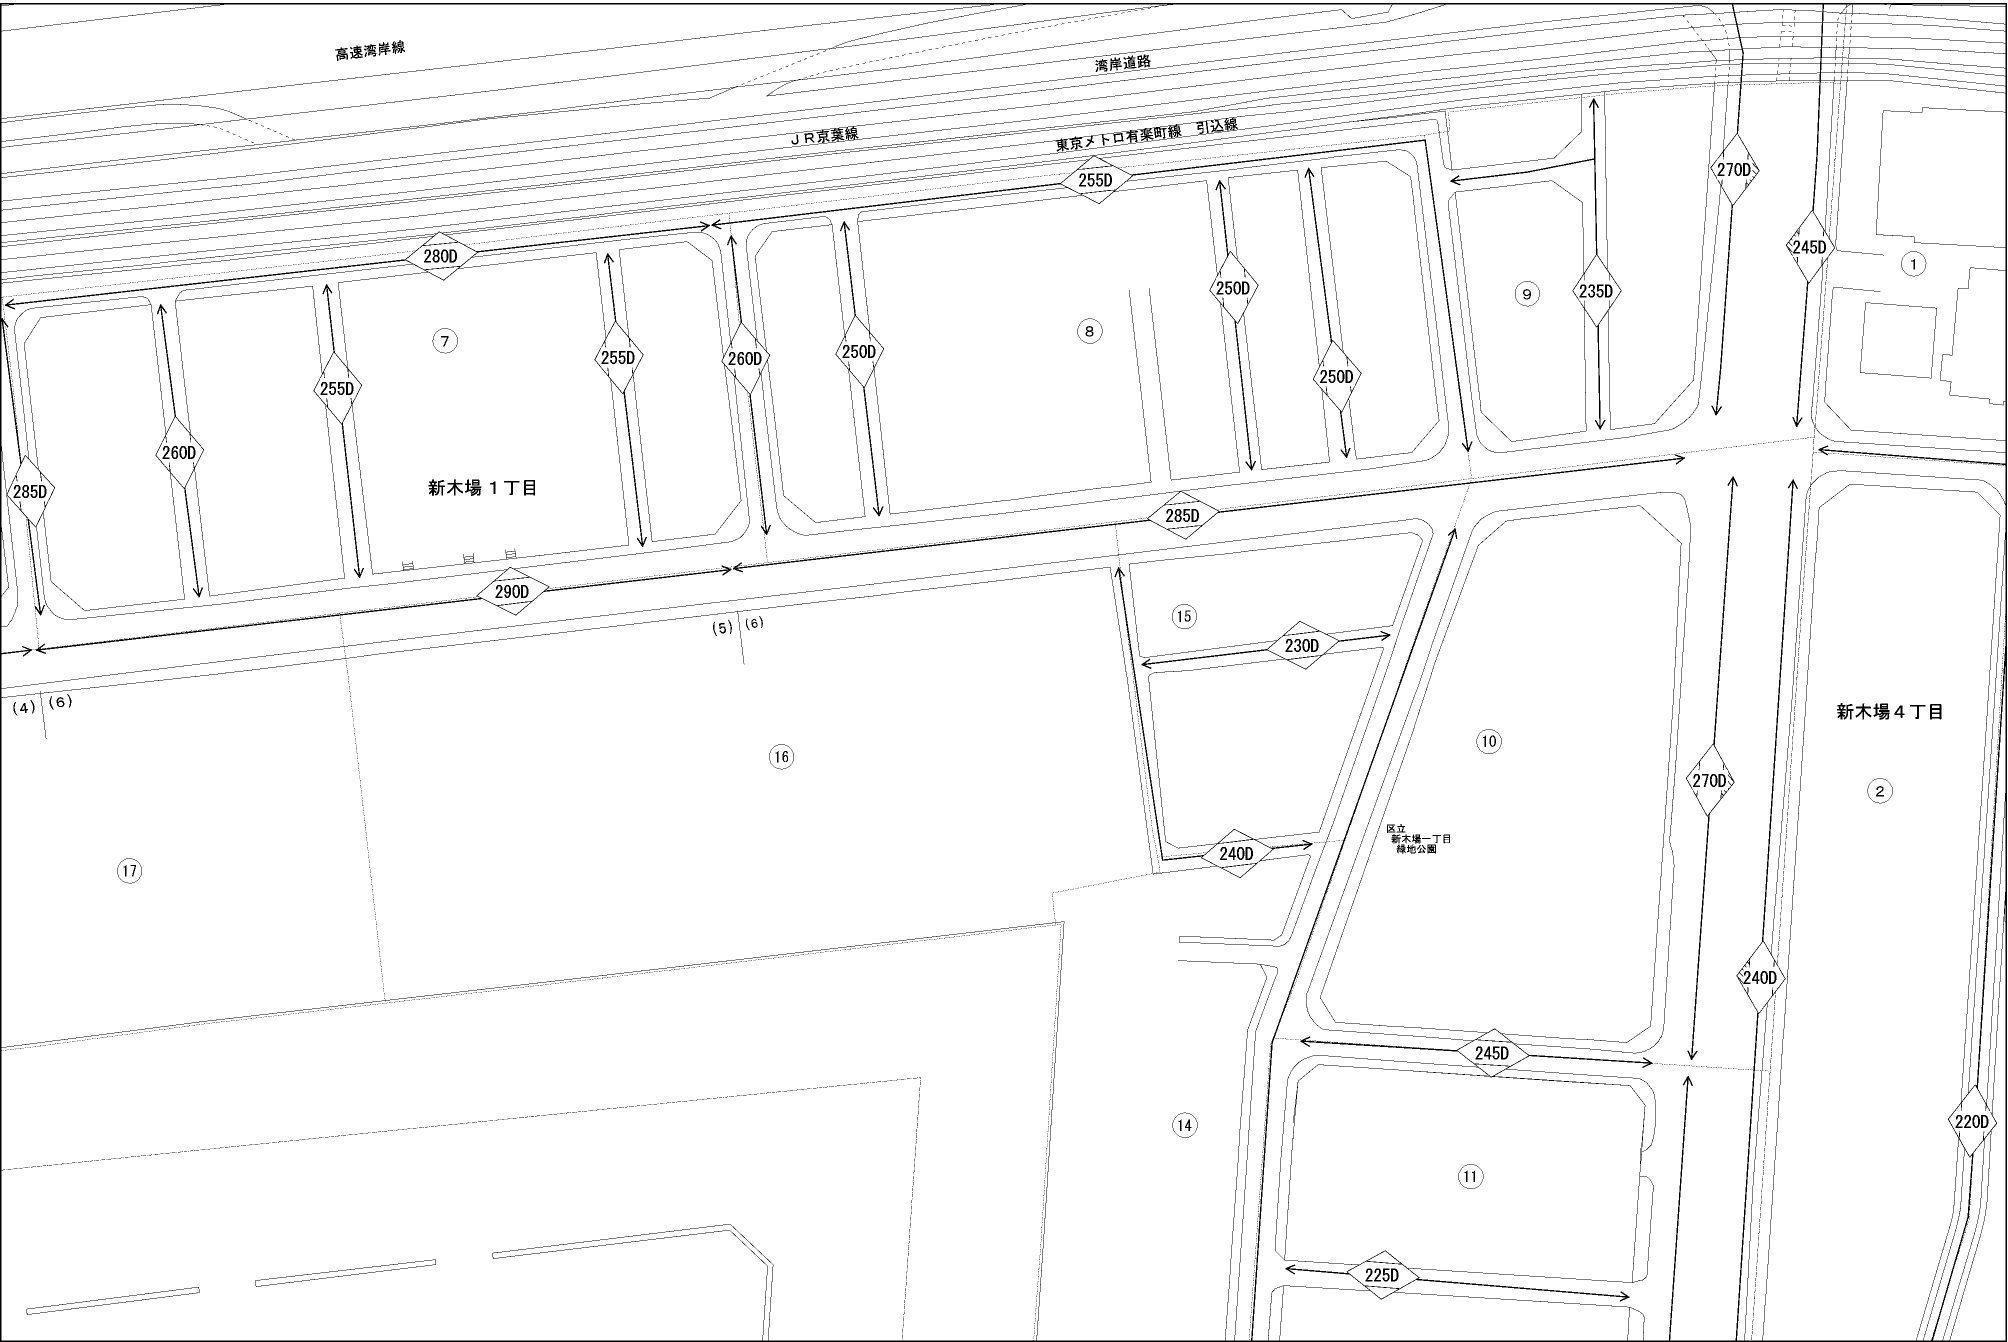 高速湾岸線
湾岸道路
ＪＲ京葉線
東京メトロ有楽町線　引込線
270D
255D
245D
280D
①
250D
235D
⑨
⑧
⑦
250D
255D
260D
255D
250D
260D
285D
新木場１丁目
285D
290D
⑮
(5) (6)
230D
(4) (6)
新木場４丁目
⑩
⑯
270D
②
区立
新木場一丁目
緑地公園
240D
⑰
240D
245D
220D
⑭
⑪
225D